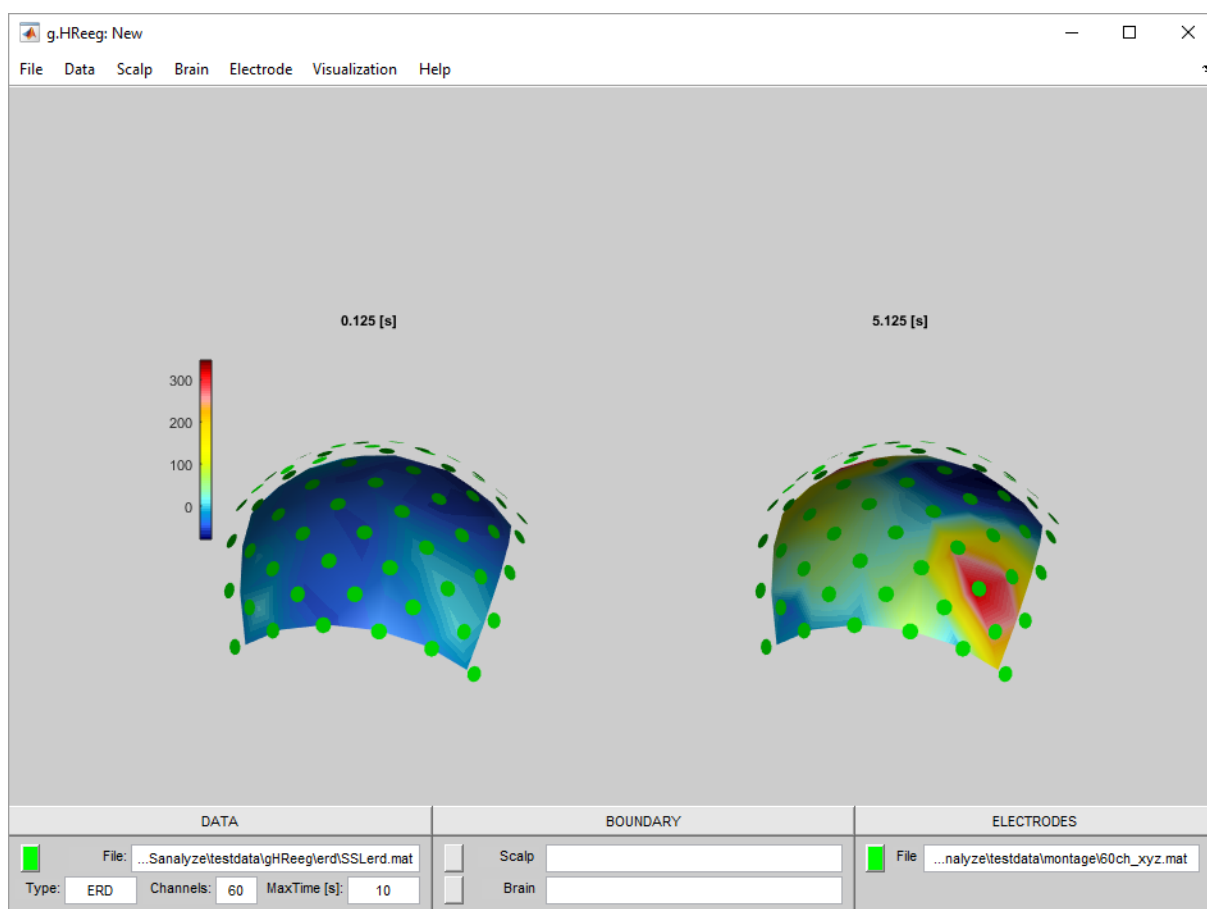 g.HReeg: New
File Data Scalp Brain Electrode Visualization Help
0.125 [s] 5.125 [s]
300
200
100
0
DATA BOUNDARY ELECTRODES
File: ...Sanalyze\testdata\gHReeg\erd\SSLerd.mat Scalp File ...nalyze\testdata\montage\60ch_xyz.mat
Type: ERD Channels: 60 MaxTime [s]: 10 Brain